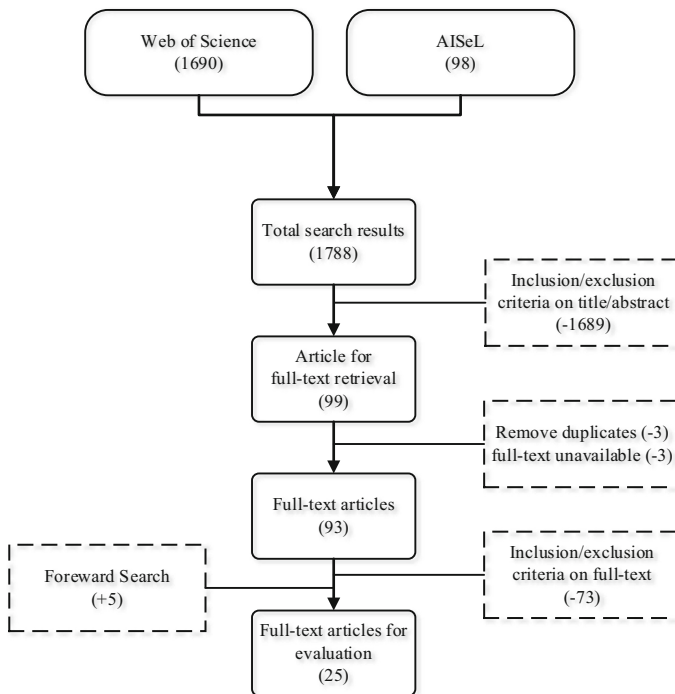 Web of Science
(1690)
AISeL
(98)
Total search results
(1788)
Inclusion/exclusion
criteria on title/abstract
(-1689)
Article for
full-text retrieval
(99)
Remove duplicates (-3)
full-text unavailable (-3)
Full-text articles
(93)
Foreward Search
(+5)
Inclusion/exclusion
criteria on full-text
(-73)
Full-text articles for
evaluation
(25)